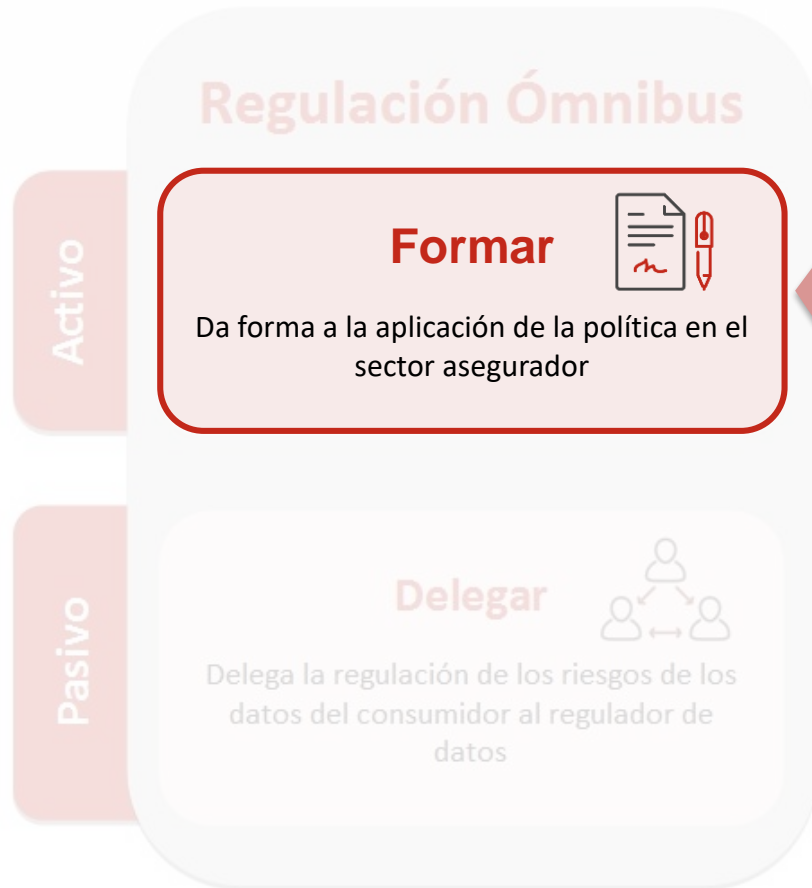 Regulación Ómnibus
Activo
Formar
Da forma a la aplicación de la política en el
sector asegurador
Pasivo
Delegar
Delega la regulación de los riesgos de los
datos del consumidor al regulador de
datos